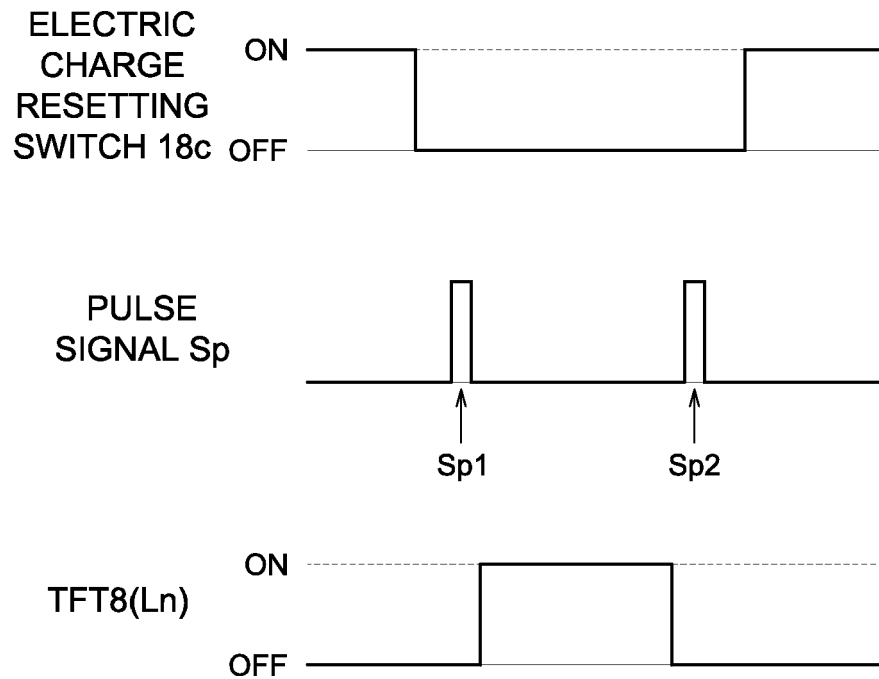 ELECTRIC
CHARGE
RESETTING
SWITCH 18c
ON
OFF
PULSE
SIGNAL Sp
Sp1
Sp2
TFT8(Ln)
ON
OFF